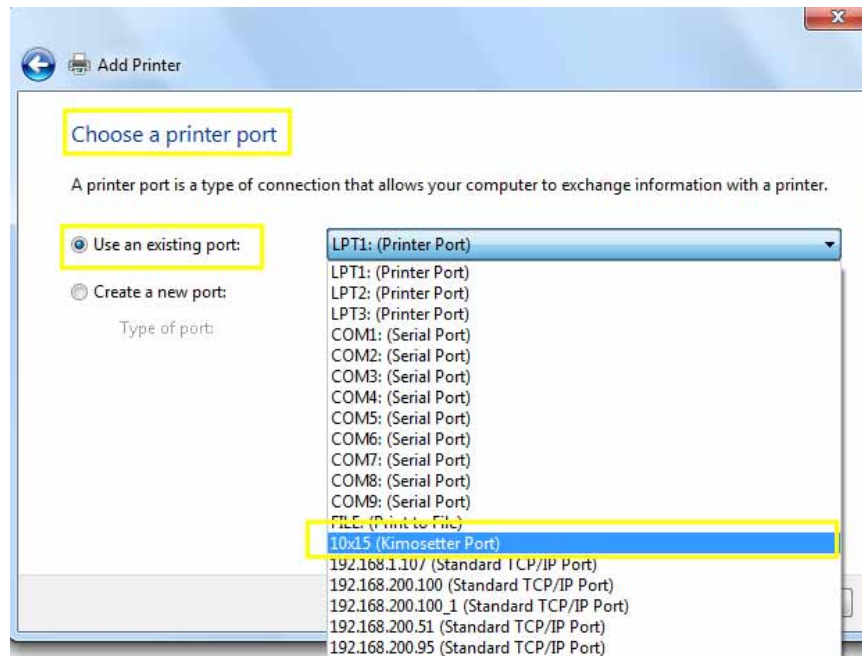 X
Add Printer
Choose a printer port
A printer port is a type of connection that allows your computer to exchange information with a printer.
Use an existing port:
LPT1: (Printer Port)
LPT1: (Printer Port)
LPT2: (Printer Port)
Create a new port:
LPT3: (Printer Port)
Type of port:
COM1: (Serial Port)
COM2: (Serial Port)
COM3: (Serial Port)
COM4: (Serial Port)
COM5: (Serial Port)
COM6: (Serial Port)
COM7: (Serial Port)
COM8: (Serial Port)
COM9: (Serial Port)
FILE: (Print to File)
10x15 (Kimosetter Port)
192.168.1.107 (Standard TCP/IP Port)
192.168.200.100 (Standard TCP/IP Port)
192.168.200.100_1 (Standard TCP/IP Port)
192.168.200.51 (Standard TCP/IP Port)
192.168.200.95 (Standard TCP/IP Port)